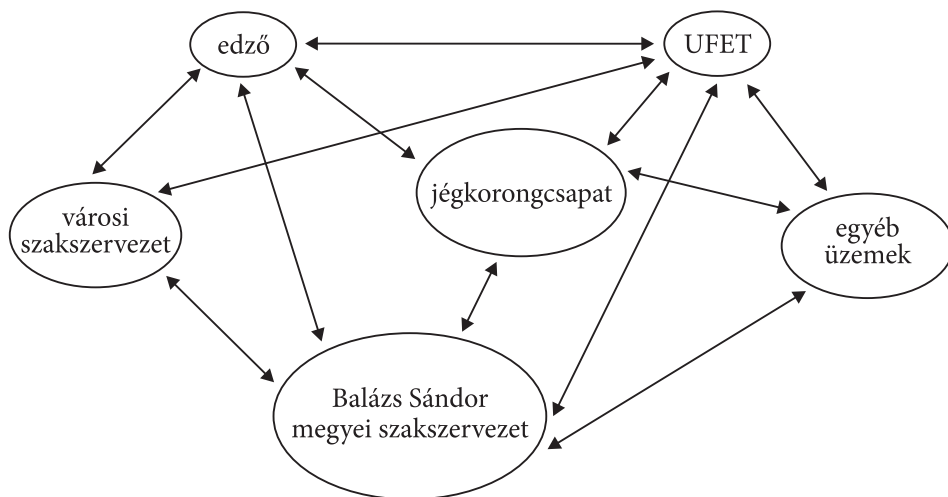 edző
UFET
jégkorongcsapat
városi
szakszervezet
egyéb
üzemek
Balázs Sándor
megyei szakszervezet